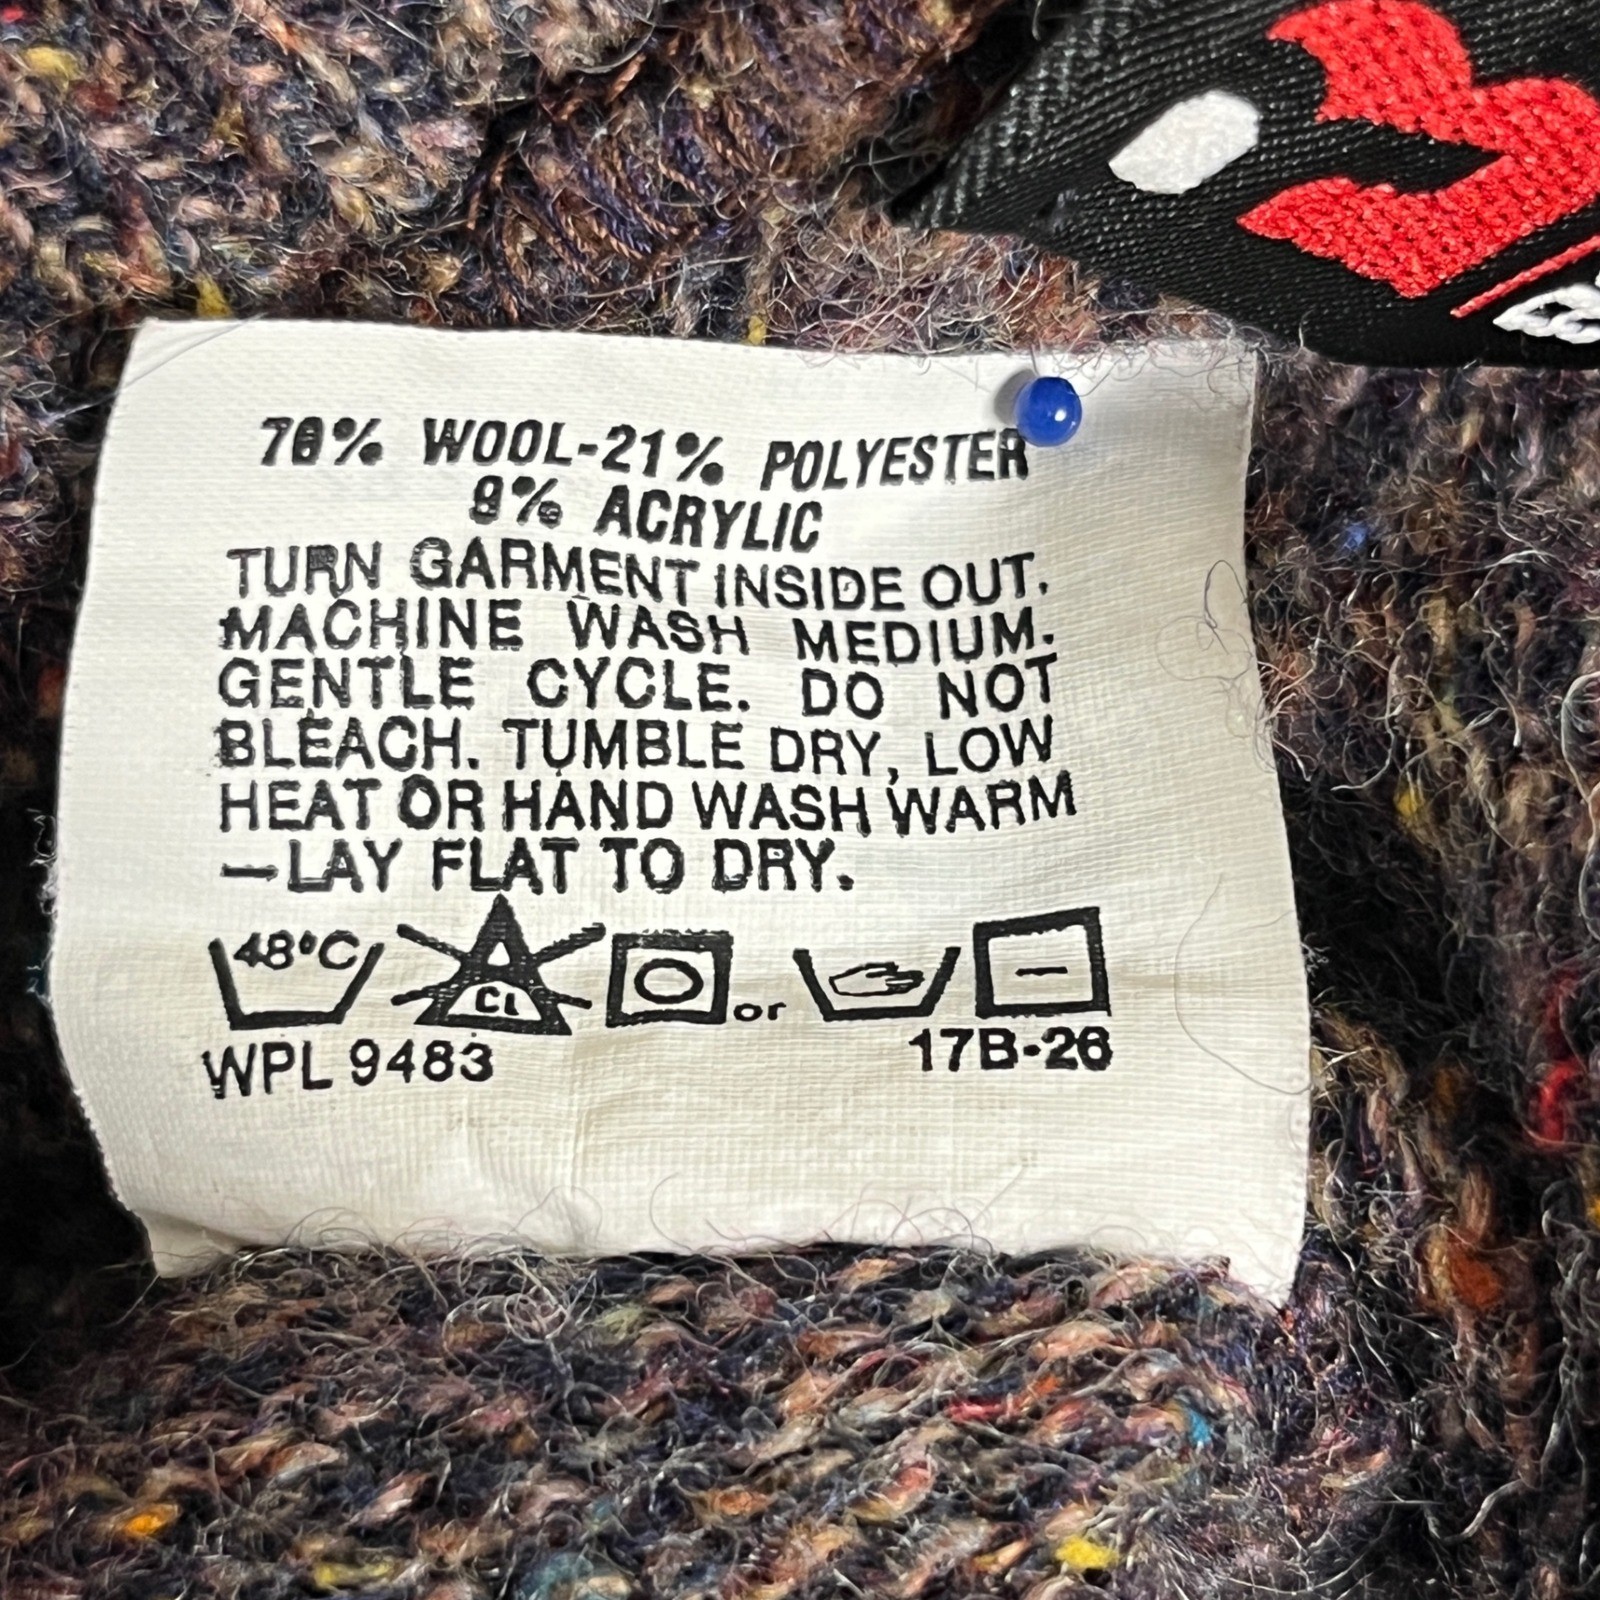 70% WOOL-21% POLYESTER
9% ACRYLIC
TURN GARMENT INSIDE OUT.
MACHINE WASH MEDIUM.
GENTLE CYCLE. DO NOT
BLEACH. TUMBLE DRY, LOW
HEAT OR HAND WASH WARM
–LAY FLAT TO DRY.
48°C CL or
WPL 9483 17B-26